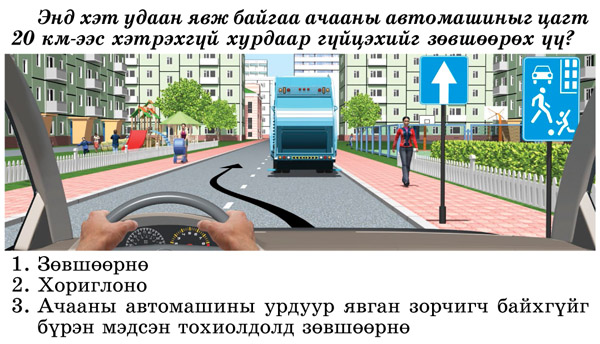 Энд хэт удаан явж байгаа ачааны автомашиныг цагт
20 км-ээс хэтрэхгүй хурдаар гүйцэхийг зөвшөөрөх үү?
1. Зөвшөөрнө
2. Хориглоно
3. Ачааны автомашины урдуур явган зорчигч байхгүйг
бүрэн мэдсэн тохиолдолд зөвшөөрнө